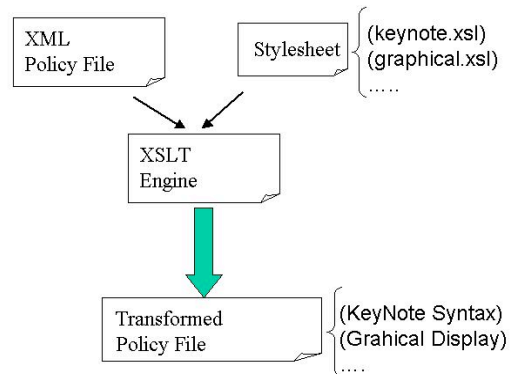 XML
Policy File
Stylesheet
(keynote.xsl)
(graphical.xsl)
.....
XSLT
Engine
Transformed
Policy File
(KeyNote Syntax)
(Grahical Display)
....